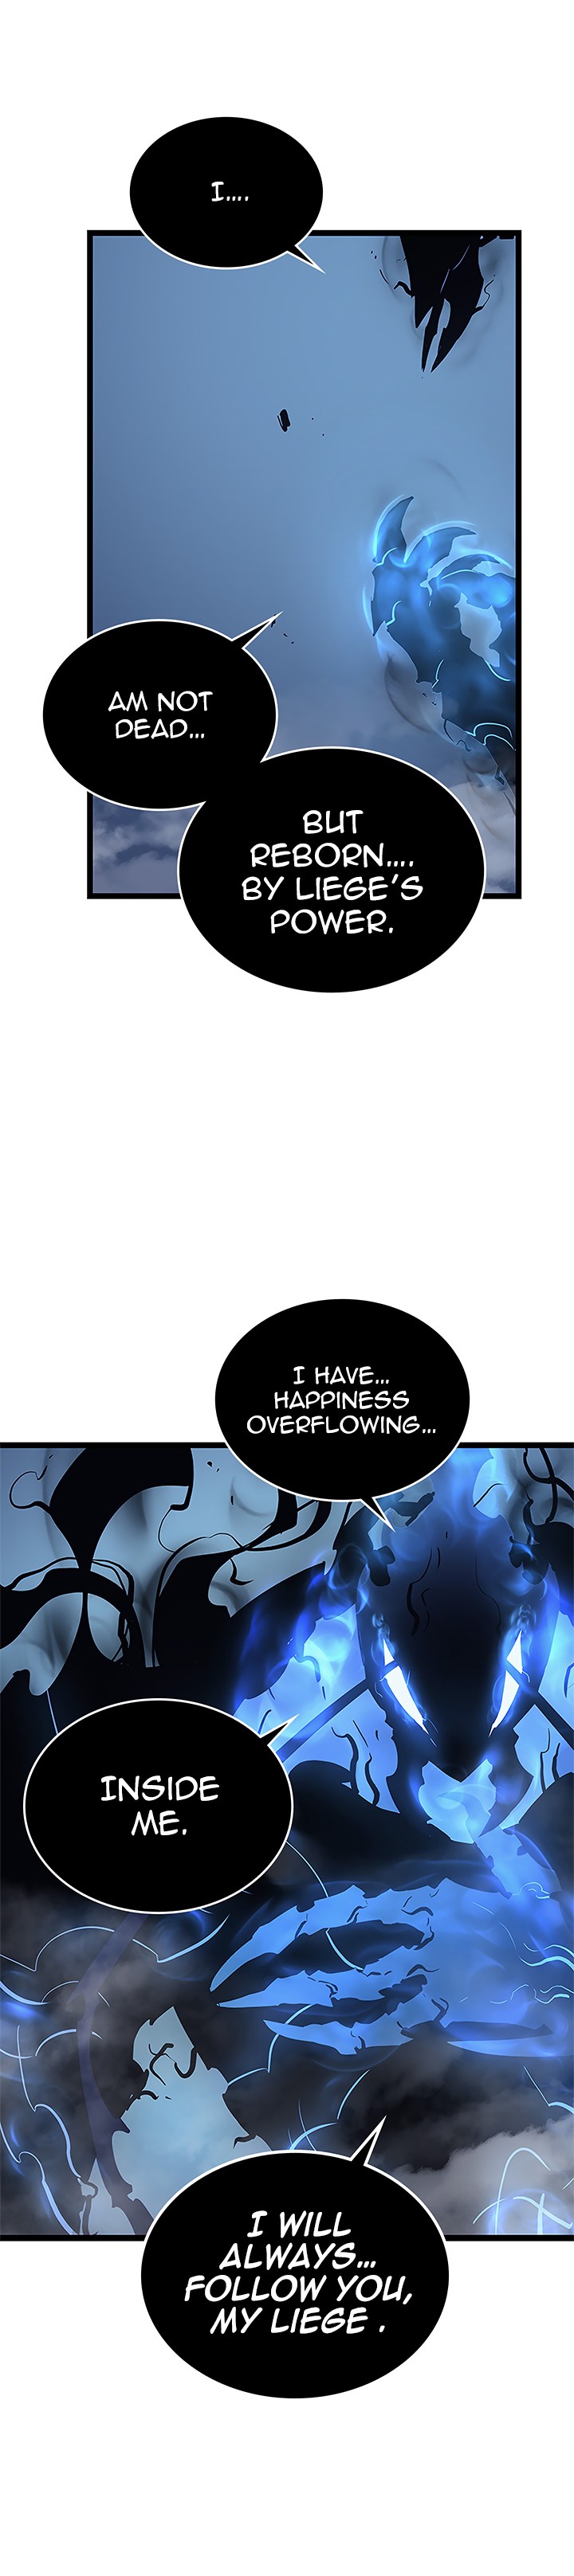 I....
AM NOT
DEAD...
BUT
REBORN....
BY LIEGE'S
POWER.
I HAVE...
HAPPINESS
OVERFLOWING...
INSIDE
ME.
I WILL
ALWAYS...
FOLLOW YOU,
MY LIEGE .